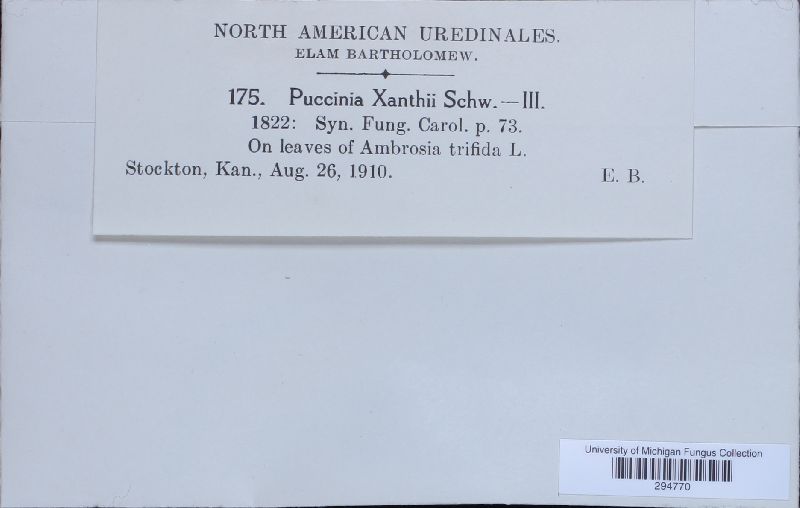 NORTH AMERICAN UREDINALES.
ELAM BARTHOLOMEW.
175. Puccinia Xanthii Schw.—III.
1822: Syn. Fung. Carol. p. 73.
On leaves of Ambrosia trifida L.
Stockton, Kan., Aug. 26, 1910. E. B.
University of Michigan Fungus Collection
294770